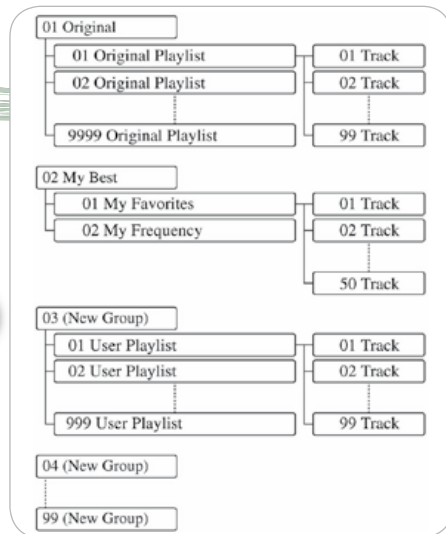 01 Original
01 Original Playlist 01 Track
02 Original Playlist 02 Track
9999 Original Playlist 99 Track
02 My Best
01 My Favorites 01 Track
02 My Frequency 02 Track
50 Track
03 (New Group)
01 User Playlist 01 Track
02 User Playlist 02 Track
999 User Playlist 99 Track
04 (New Group)
99 (New Group)